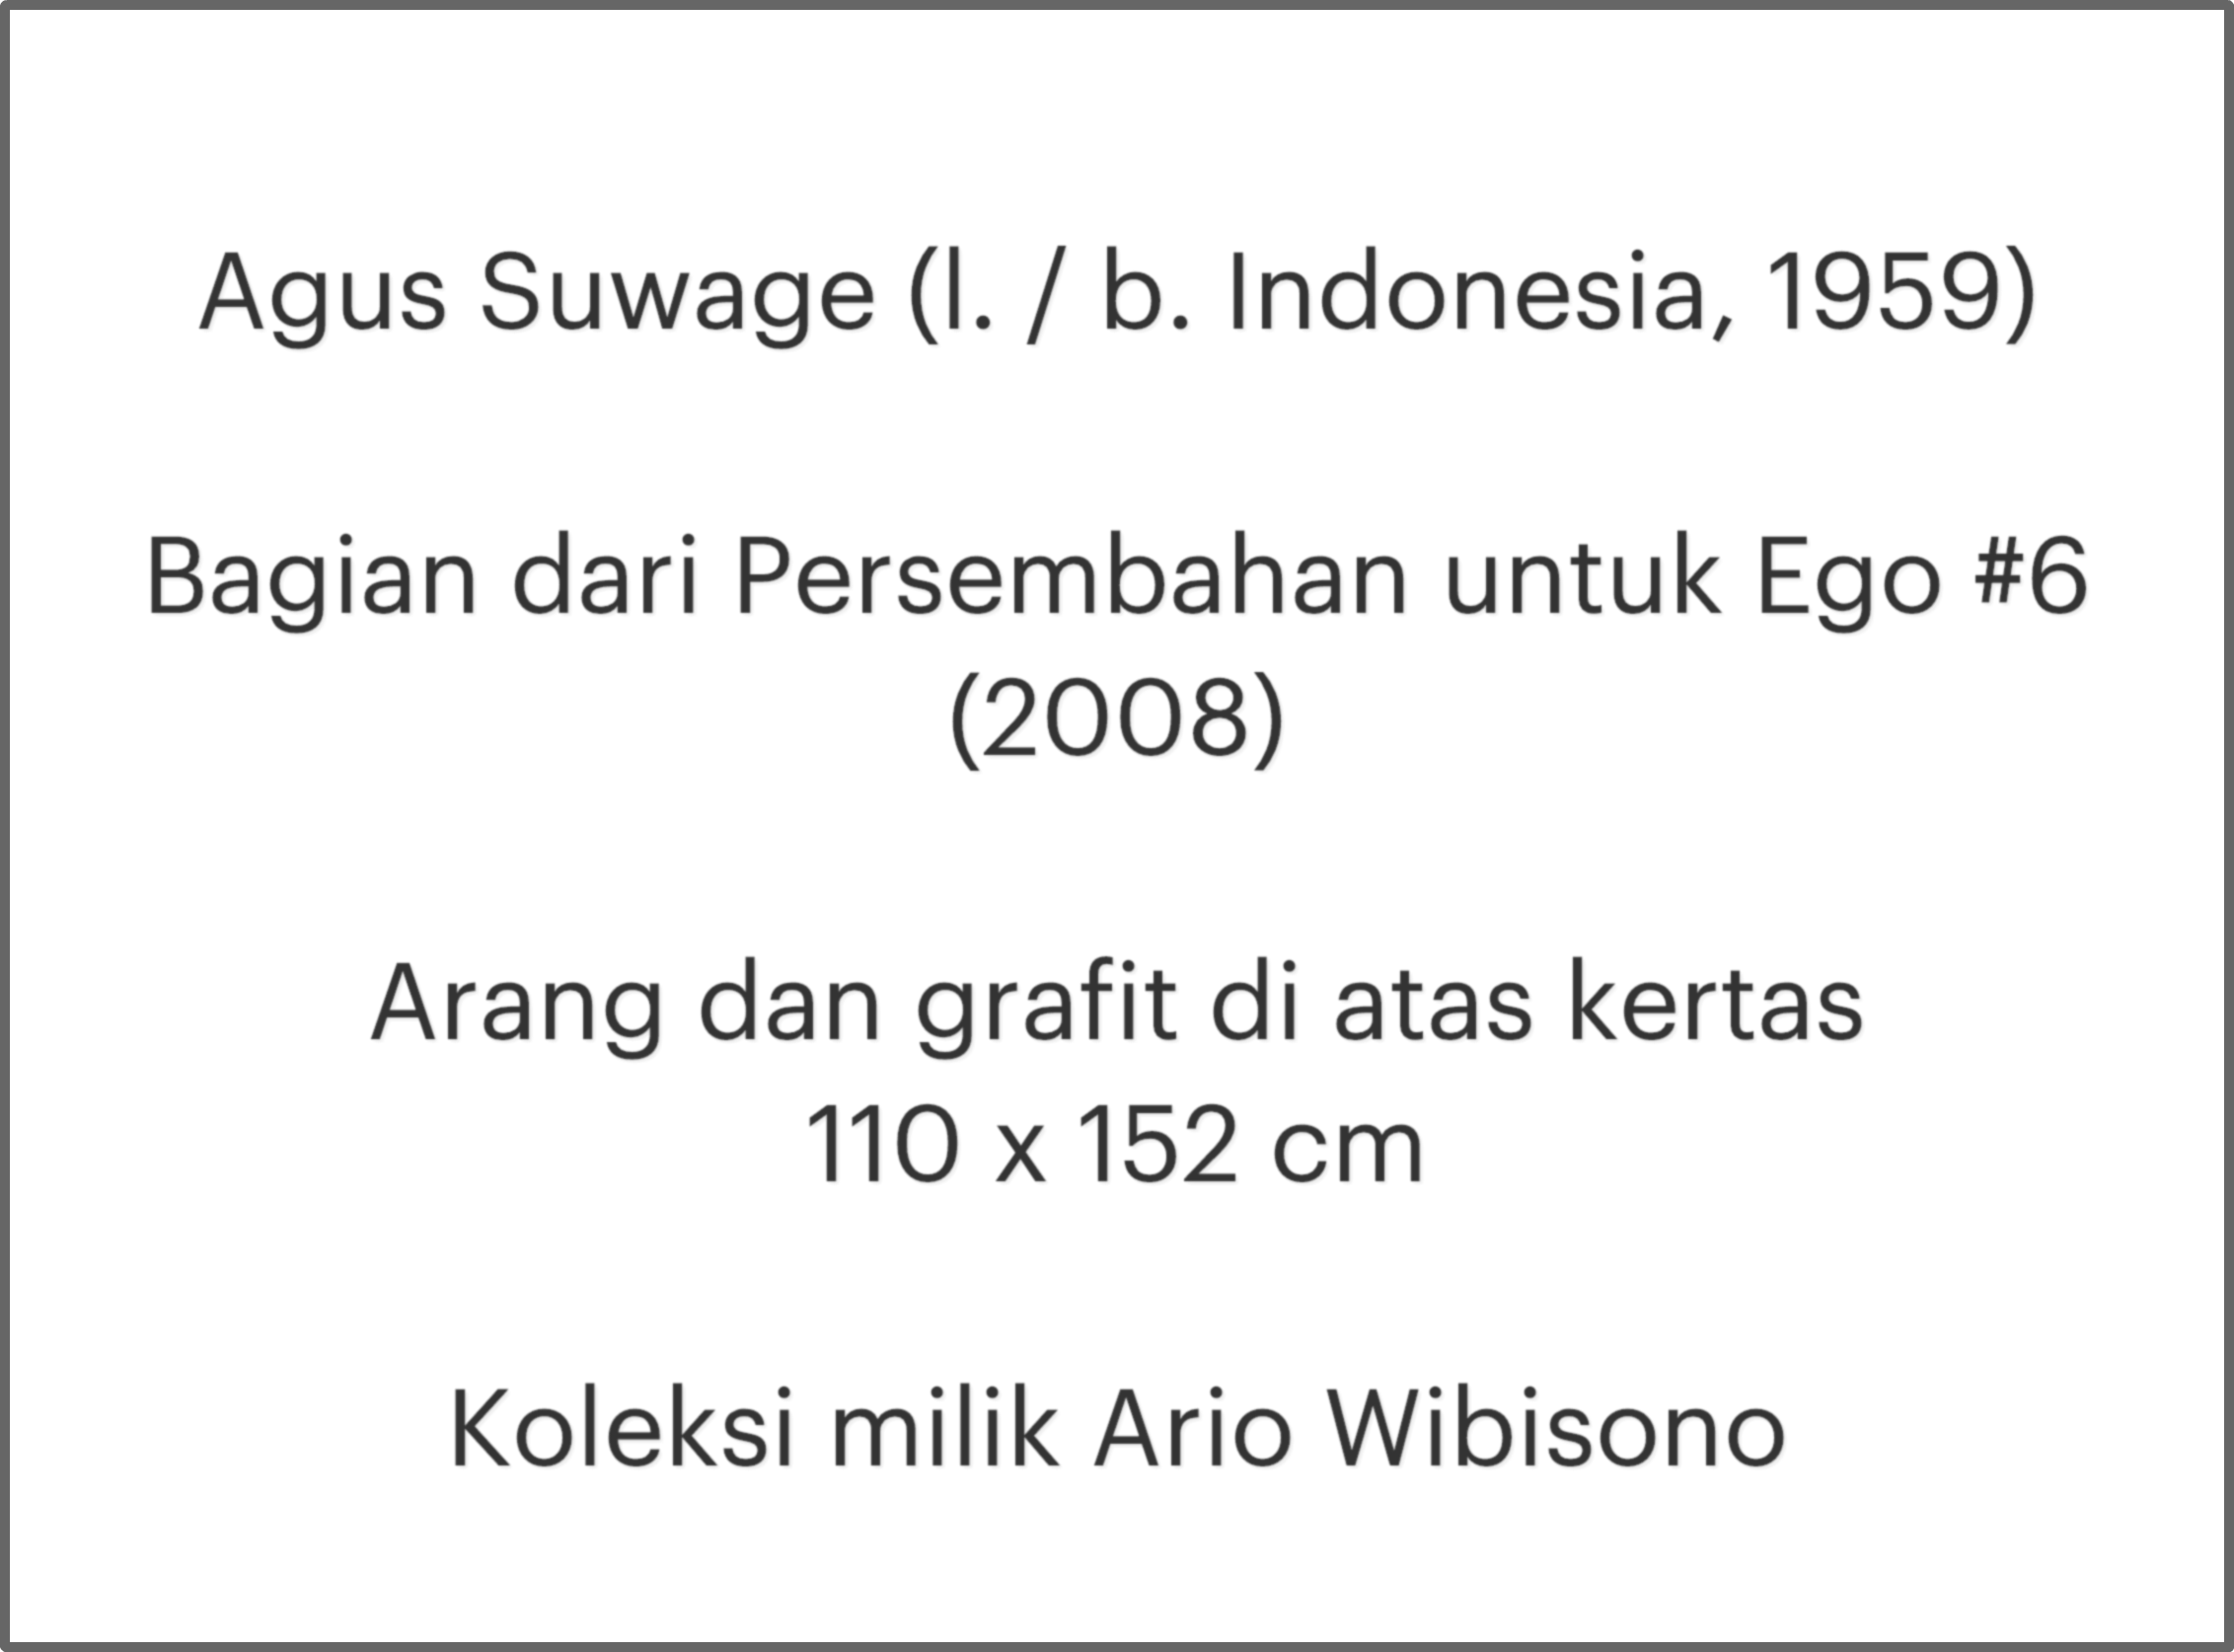 Agus Suwage (l. / b. Indonesia, 1959)
Bagian dari Persembahan untuk Ego #6
(2008)
Arang dan grafit di atas kertas
110 x 152 cm
Koleksi milik Ario Wibisono